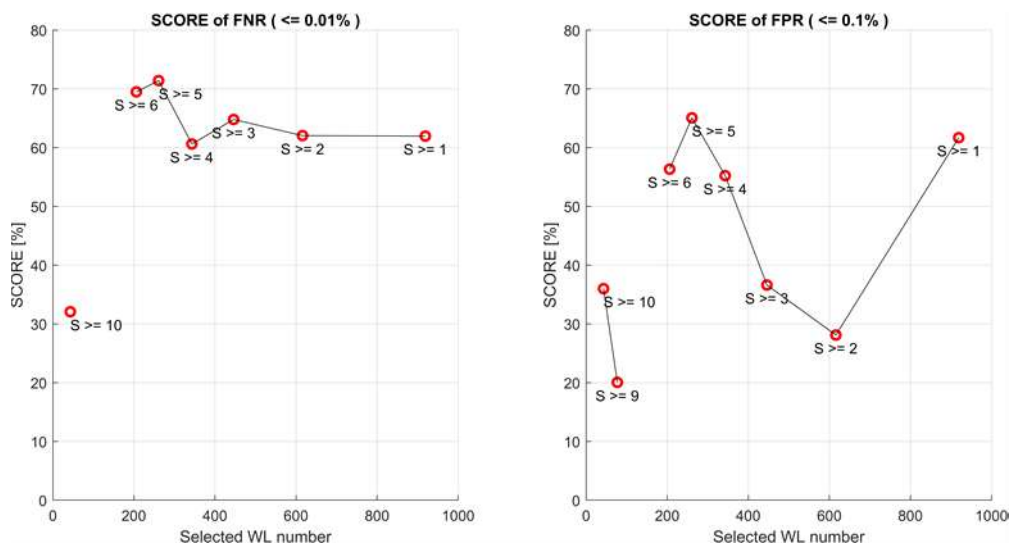 SCORE of FNR ( <= 0.01% )
80
70
60
50
40
30
20
10
0
SCORE [%]
S >= 6
S >= 5
S >= 4
S >= 3
S >= 2
S >= 1
S >= 10
0
200
400
600
800
1000
Selected WL number
SCORE of FPR ( <= 0.1% )
80
70
60
50
40
30
20
10
0
SCORE [%]
S >= 5
S >= 6
S >= 4
S >= 1
S >= 10
S >= 3
S >= 2
S >= 9
0
200
400
600
800
1000
Selected WL number